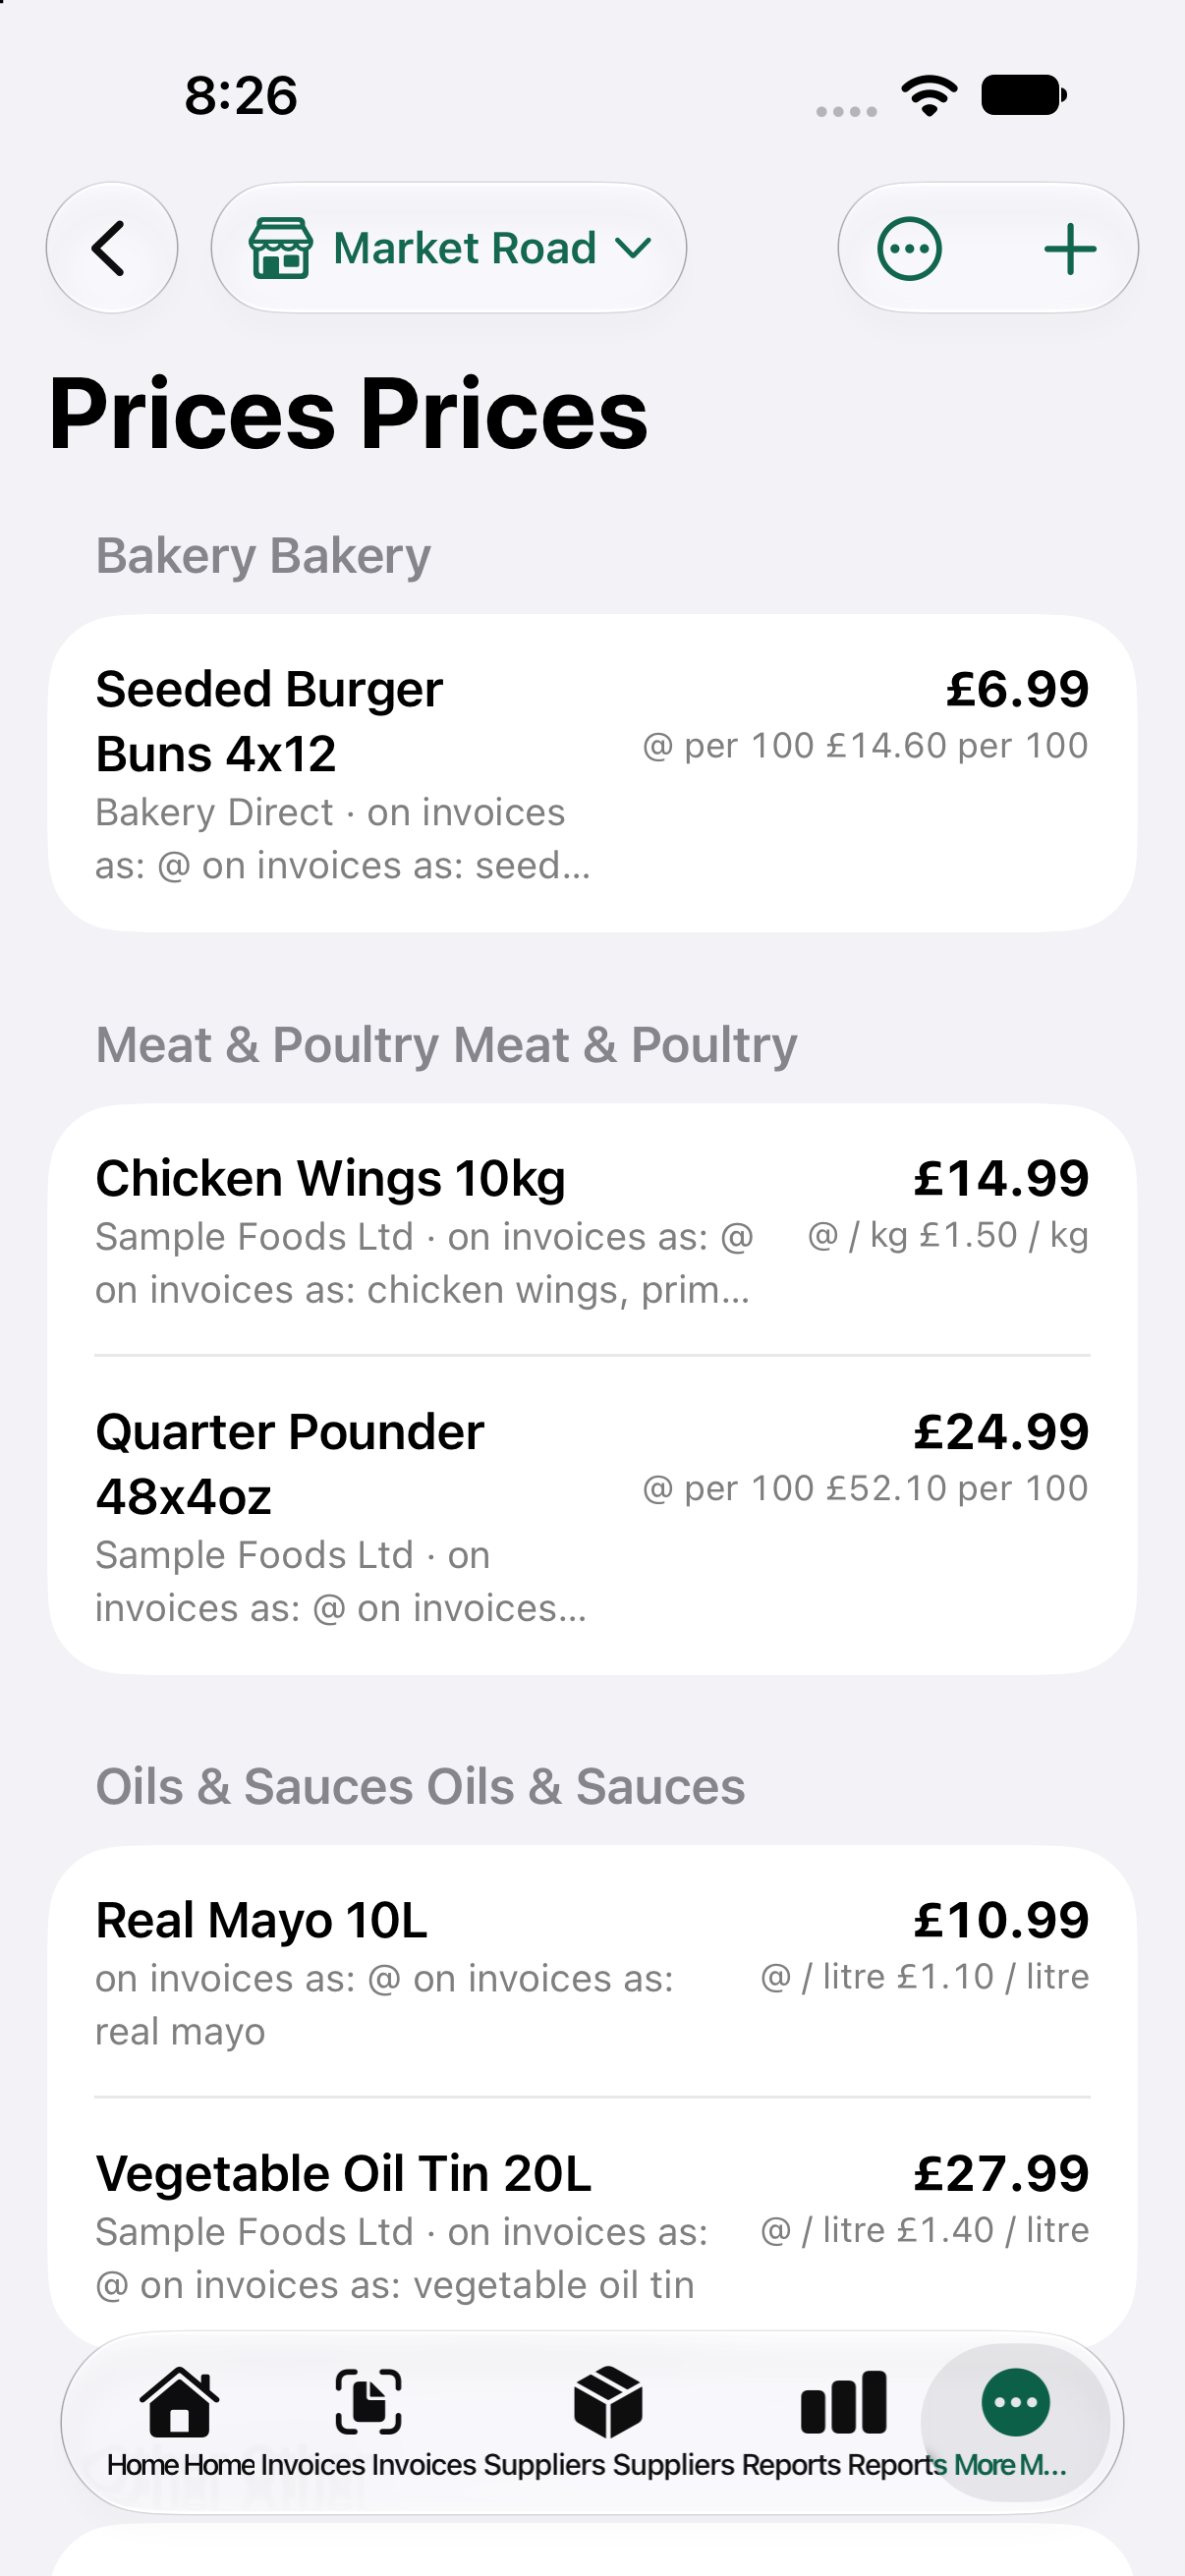 8:26
Market Road
Prices Prices
Bakery Bakery
Seeded Burger
Buns 4x12
£6.99
@ per 100 £14.60 per 100
Bakery Direct · on invoices
as: @ on invoices as: seed...
Meat & Poultry Meat & Poultry
Chicken Wings 10kg
£14.99
Sample Foods Ltd · on invoices as: @
on invoices as: chicken wings, prim...
@ / kg £1.50 / kg
Quarter Pounder
48x4oz
£24.99
@ per 100 £52.10 per 100
Sample Foods Ltd · on
invoices as: @ on invoices...
Oils & Sauces Oils & Sauces
Real Mayo 10L
£10.99
on invoices as: @ on invoices as:
real mayo
@ / litre £1.10 / litre
Vegetable Oil Tin 20L
£27.99
Sample Foods Ltd · on invoices as:
@ on invoices as: vegetable oil tin
@ / litre £1.40 / litre
Home Home Invoices Invoices Suppliers Suppliers Reports Reports More M...